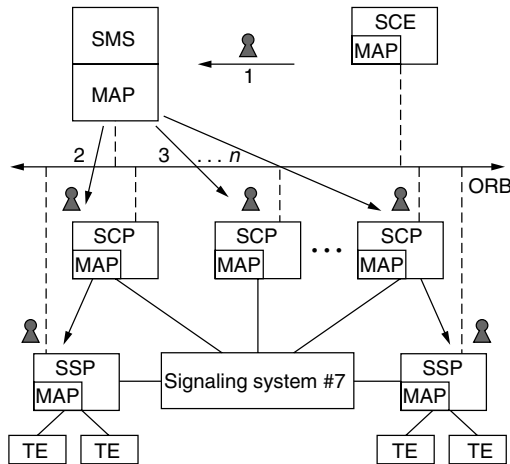 SMS
SCE
MAP
MAP
1
2
3
... n
ORB
SCP
SCP
SCP
MAP
MAP
...
MAP
SSP
SSP
Signaling system #7
MAP
MAP
TE
TE
TE
TE